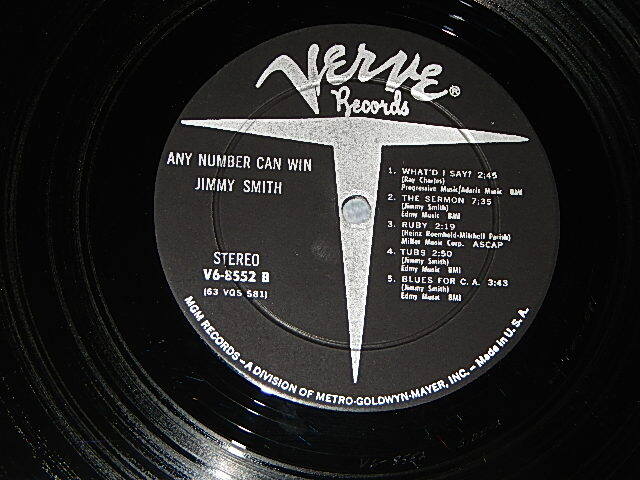 Verve®
Records
ANY NUMBER CAN WIN
JIMMY SMITH
STEREO
V6-8552 B
(63 VQS 581)
1. WHAT'D I SAY? 2:45
(Ray Charles)
Progressive Music/Adaris Music BMI
2. THE SERMON 7:35
(Jimmy Smith)
Edmy Music BMI
3. RUBY 2:19
(Heinz Roemheld-Mitchell Parish)
Miller Music Corp. ASCAP
4. TUBS 2:50
(Jimmy Smith)
Edmy Music BMI
5. BLUES FOR C. A. 3:43
(Jimmy Smith)
Edmy Music BMI
MGM RECORDS – A DIVISION OF METRO-GOLDWYN-MAYER, INC. – Made in U. S. A.